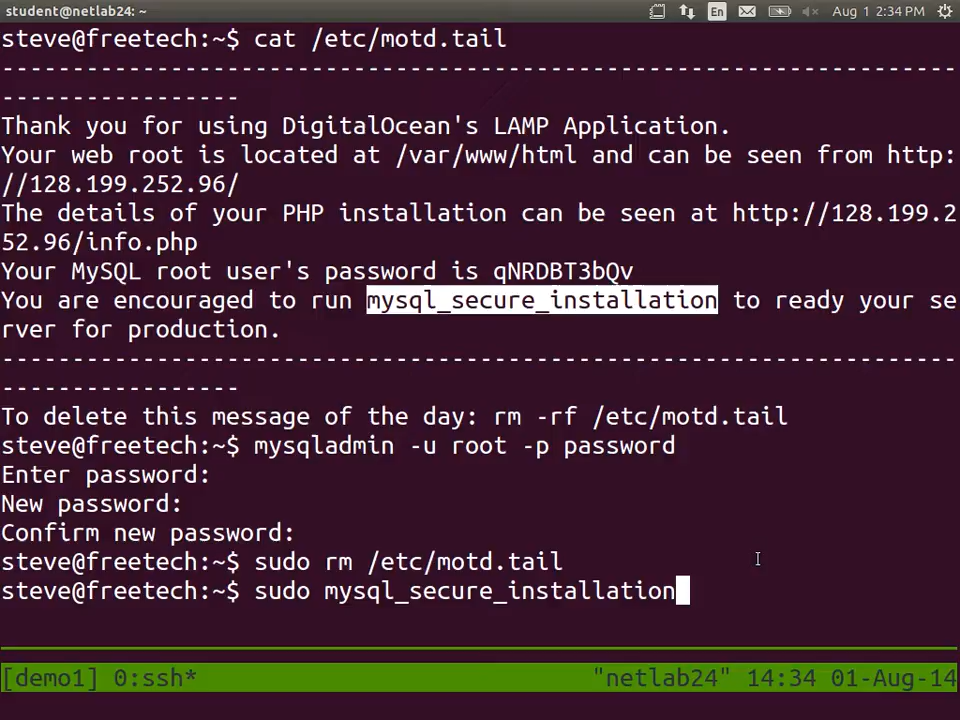 student@netlab24: ~
En
Aug 1 2:34 PM
steve@freetech:~$ cat /etc/motd.tail
--------------------------------------------------------------------
-----------------
Thank you for using DigitalOcean's LAMP Application.
Your web root is located at /var/www/html and can be seen from http:
//128.199.252.96/
The details of your PHP installation can be seen at http://128.199.2
52.96/info.php
Your MySQL root user's password is qNRDBT3bQv
You are encouraged to run mysql_secure_installation to ready your se
rver for production.
--------------------------------------------------------------------
-----------------
To delete this message of the day: rm -rf /etc/motd.tail
steve@freetech:~$ mysqladmin -u root -p password
Enter password:
New password:
Confirm new password:
steve@freetech:~$ sudo rm /etc/motd.tail
steve@freetech:~$ sudo mysql_secure_installation
[demo1] 0:ssh* "netlab24" 14:34 01-Aug-14